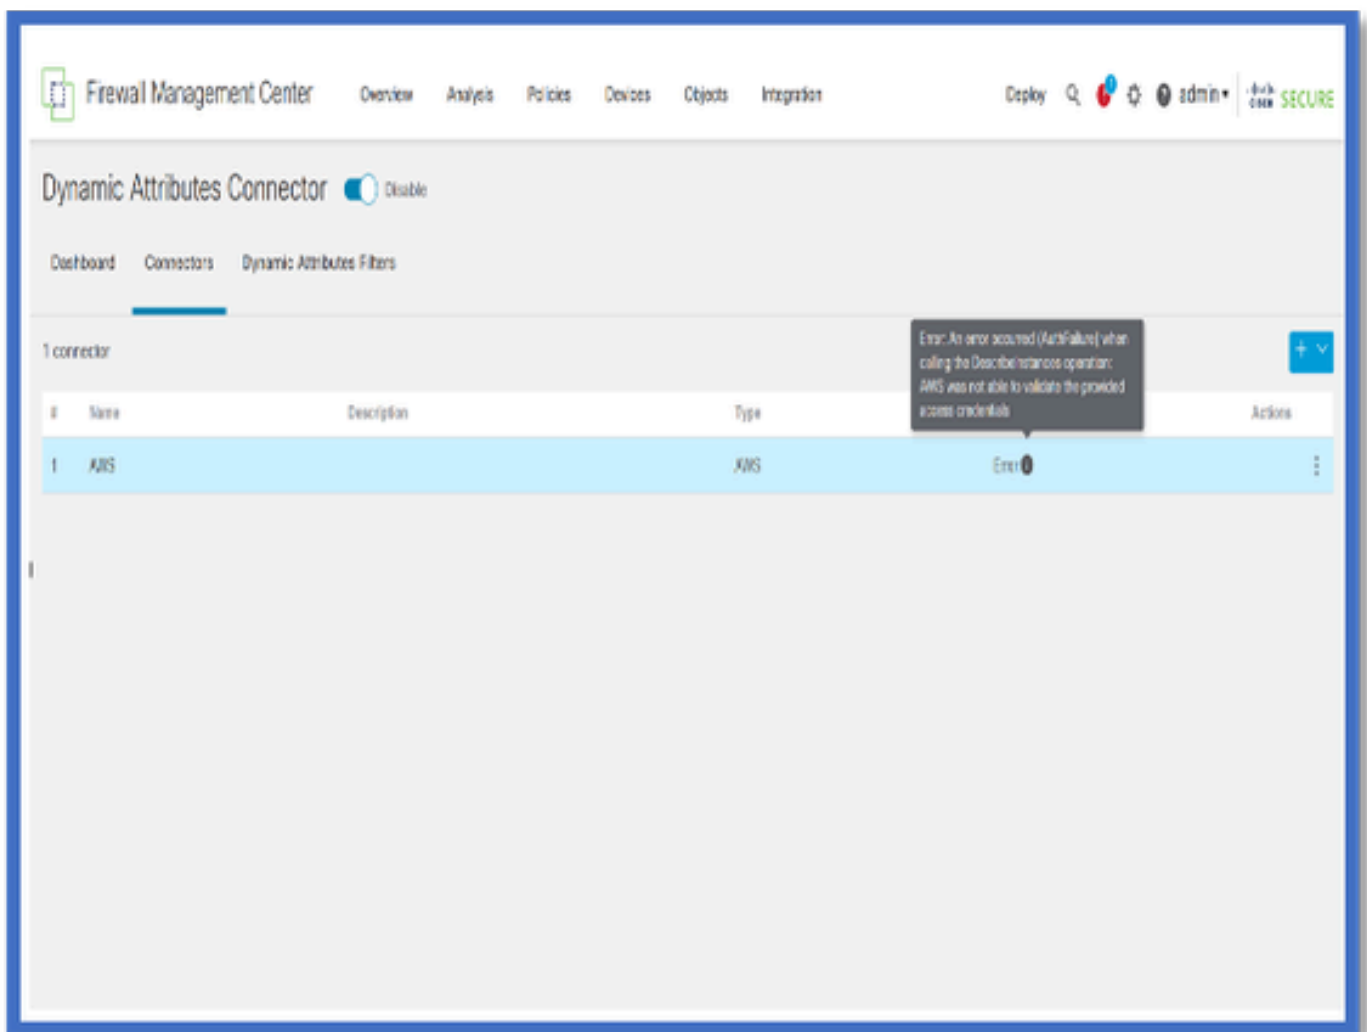 Firewall Management Center Overview Analysis Policies Devices Objects Integration Deploy admin SECURE
Dynamic Attributes Connector Disable
Dashboard Connectors Dynamic Attributes Filters
1 connector
Error: An error occurred (AuthFailure) when
calling the DescribeInstances operation:
AWS was not able to validate the provided
access credentials
# Name Description Type Actions
1 AWS AWS Error